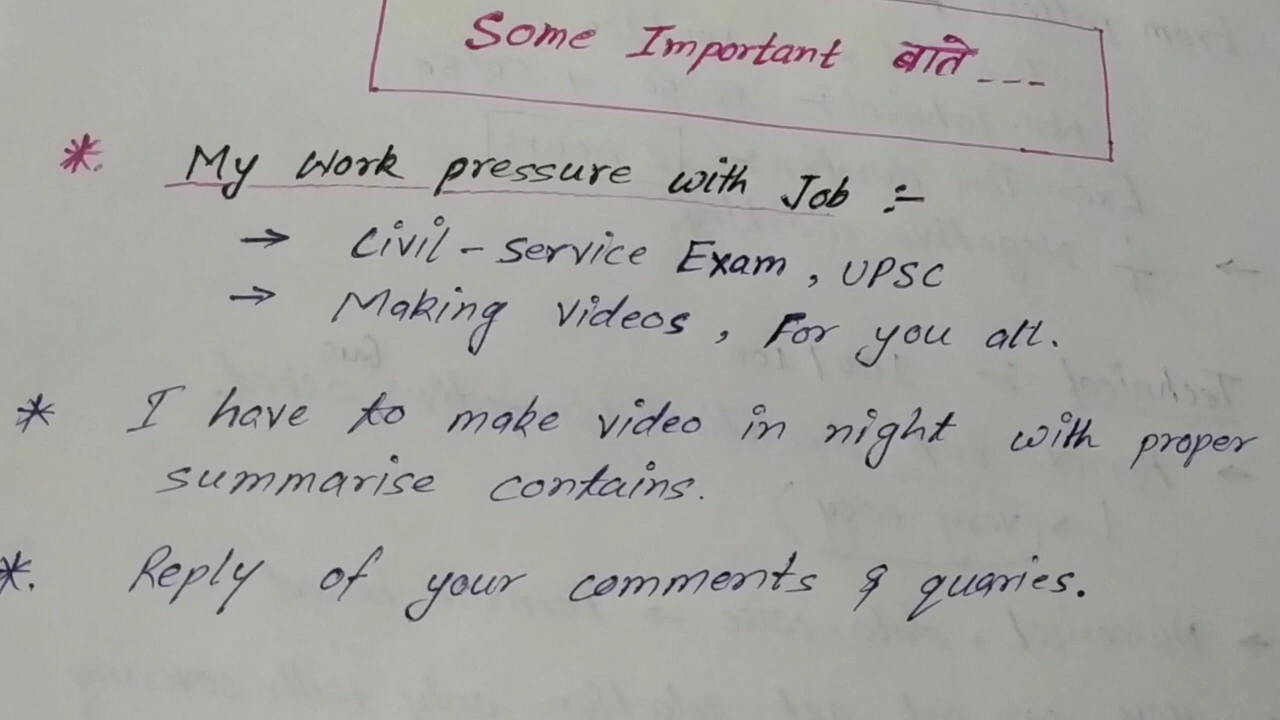 Some Important बाते---
*. My work pressure with Job :-
→ Civil-service Exam, UPSC
→ Making videos, For you all.
* I have to make video in night with proper
summarise contains.
*. Reply of your comments & quaries.